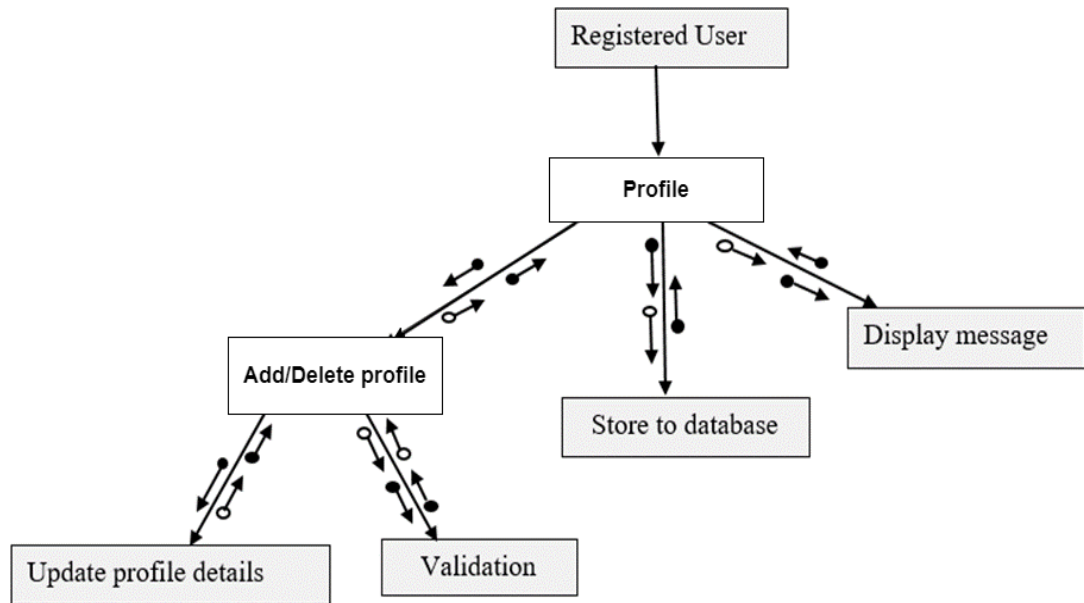 Registered User
Profile
Display message
Add/Delete profile
Store to database
Update profile details
Validation